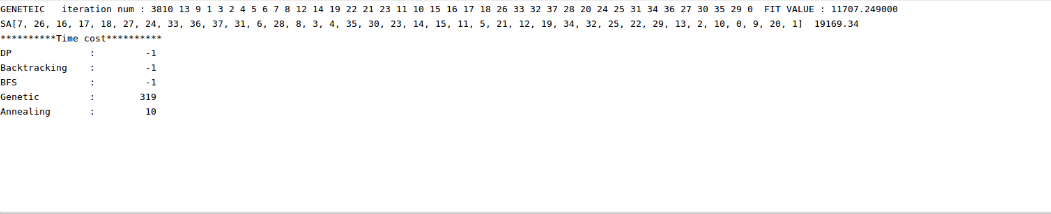 GENETEIC   iteration num : 3810 13 9 1 3 2 4 5 6 7 8 12 14 19 22 21 23 11 10 15 16 17 18 26 33 32 37 28 20 24 25 31 34 36 27 30 35 29 0  FIT VALUE : 11707.249000
SA[7, 26, 16, 17, 18, 27, 24, 33, 36, 37, 31, 6, 28, 8, 3, 4, 35, 30, 23, 14, 15, 11, 5, 21, 12, 19, 34, 32, 25, 22, 29, 13, 2, 10, 0, 9, 20, 1]  19169.34
**********Time cost**********
DP            :         -1
Backtracking  :         -1
BFS           :         -1
Genetic       :        319
Annealing     :         10